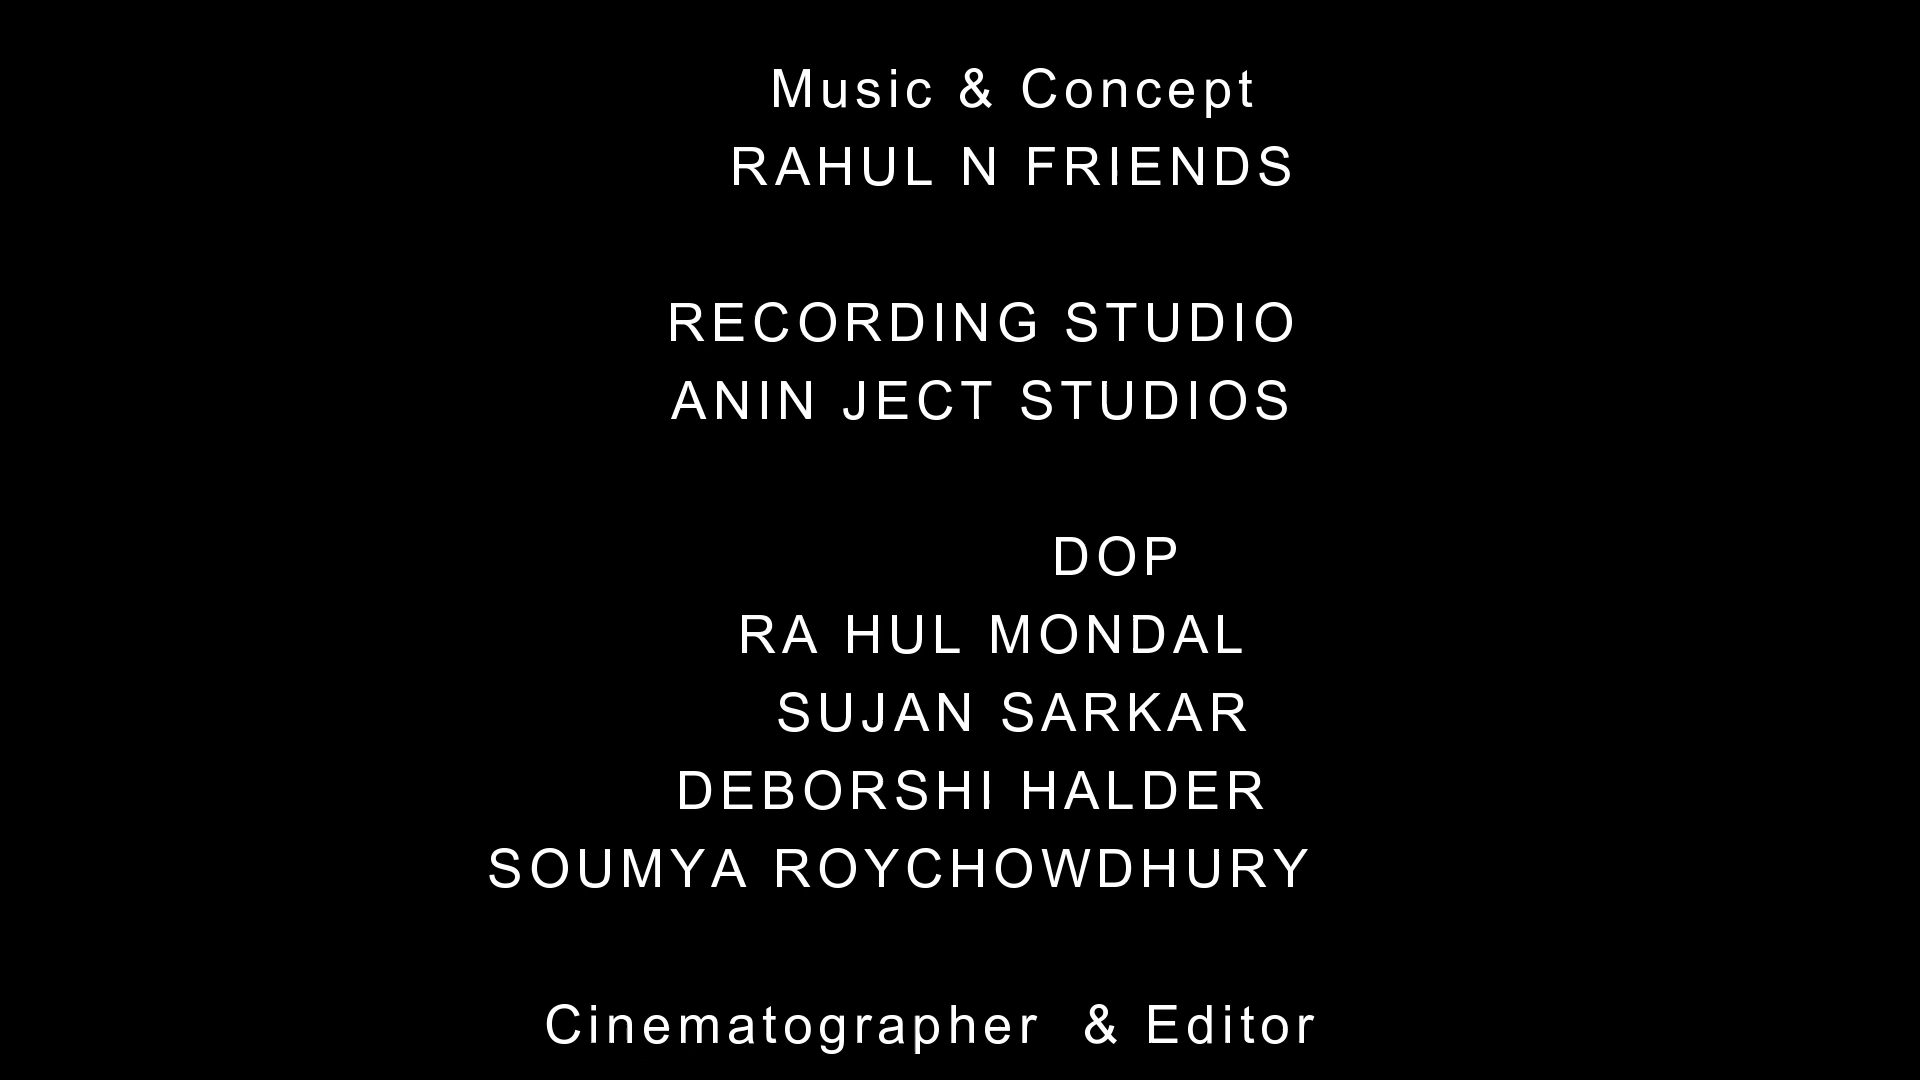 Music & Concept
RAHUL N FRIENDS
RECORDING STUDIO
ANIN JECT STUDIOS
DOP
RA HUL MONDAL
SUJAN SARKAR
DEBORSHI HALDER
SOUMYA ROYCHOWDHURY
Cinematographer & Editor